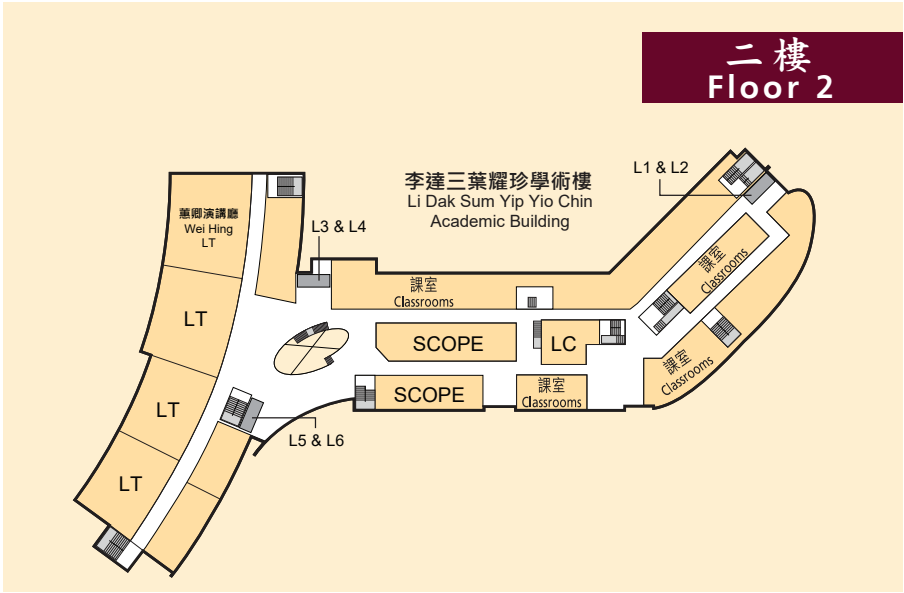 二樓
Floor 2
李達三葉耀珍學術樓
Li Dak Sum Yip Yio Chin
Academic Building
L1 & L2
蕙卿演講廳
Wei Hing
LT
L3 & L4
課室
Classrooms
課室
Classrooms
LT
SCOPE
LC
課室
Classrooms
SCOPE
課室
Classrooms
LT
L5 & L6
LT